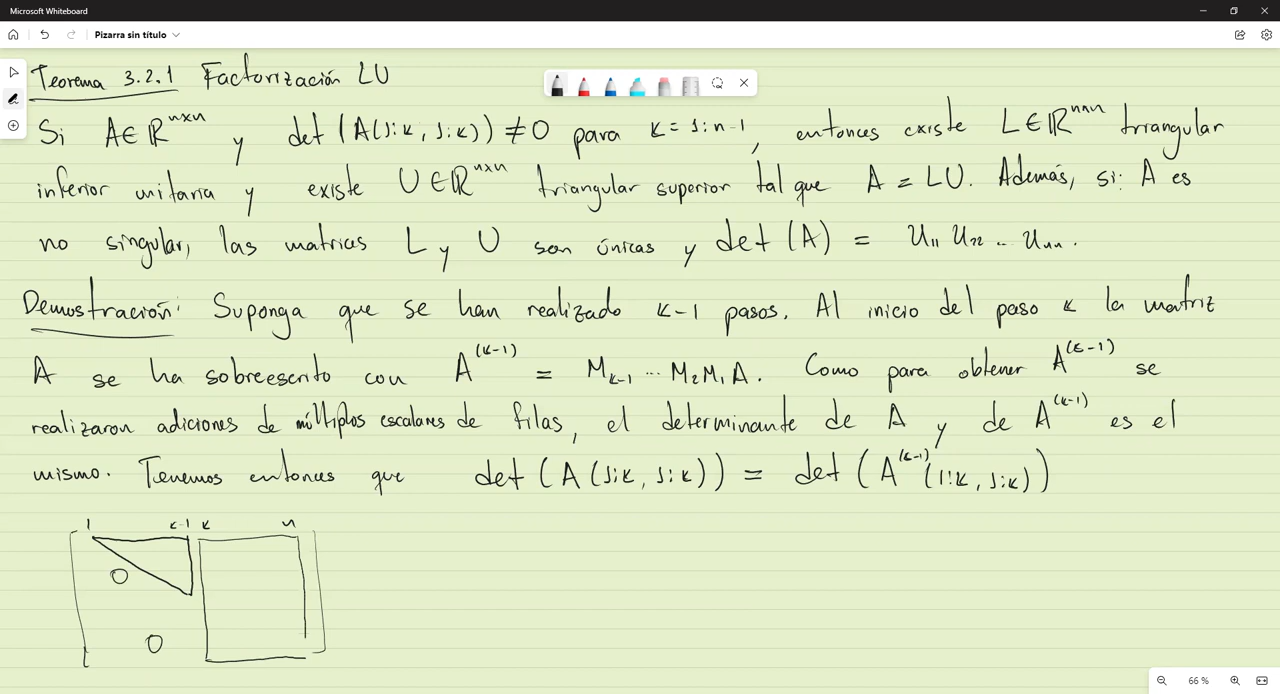 Microsoft Whiteboard
Pizarra sin título
Teorema 3.2.1 Factorización LU
Si A∈ℝⁿˣⁿ y det(A(1:k,1:k)) ≠ 0 para k = 1:n-1, entonces existe L∈ℝⁿˣⁿ triangular
inferior unitaria y existe U∈ℝⁿˣⁿ triangular superior tal que A = LU. Además, si: A es
no singular, las matrices L y U son únicas y det(A) = u₁₁ u₂₂ … uₙₙ.
Demostración: Suponga que se han realizado k-1 pasos. Al inicio del paso k la matriz
A se ha sobreescrito con A^(k-1) = M_{k-1} … M₂M₁A. Como para obtener A^(k-1) se
realizaron adiciones de múltiplos escalares de filas, el determinante de A y de A^(k-1) es el
mismo. Tenemos entonces que det(A(1:k,1:k)) = det(A^(k-1)(1:k,1:k))
1 k-1 k n
0
0
66 %